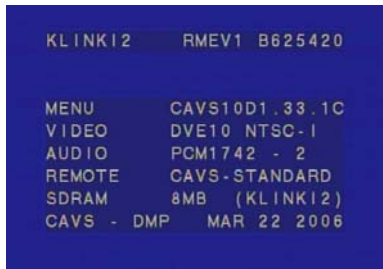 KLINKI2 RMEV1 B625420
MENU CAVS10D1.33.1C
VIDEO DVE10 NTSC-I
AUDIO PCM1742 - 2
REMOTE CAVS-STANDARD
SDRAM 8MB (KLINKI2)
CAVS - DMP MAR 22 2006